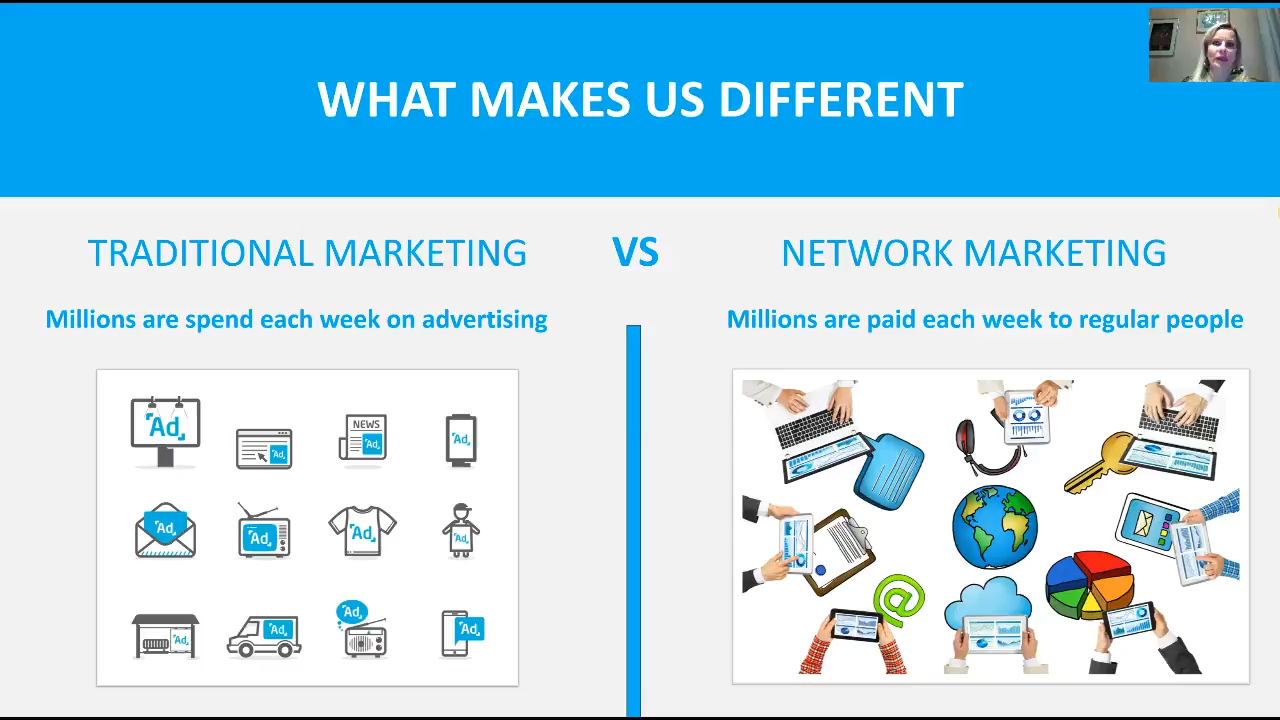 WHAT MAKES US DIFFERENT
TRADITIONAL MARKETING
VS
NETWORK MARKETING
Millions are spend each week on advertising
Millions are paid each week to regular people
Ad
Ad
NEWS
Ad
Ad
Ad
Ad
Ad
Ad
Ad
Ad
Ad
Ad
@